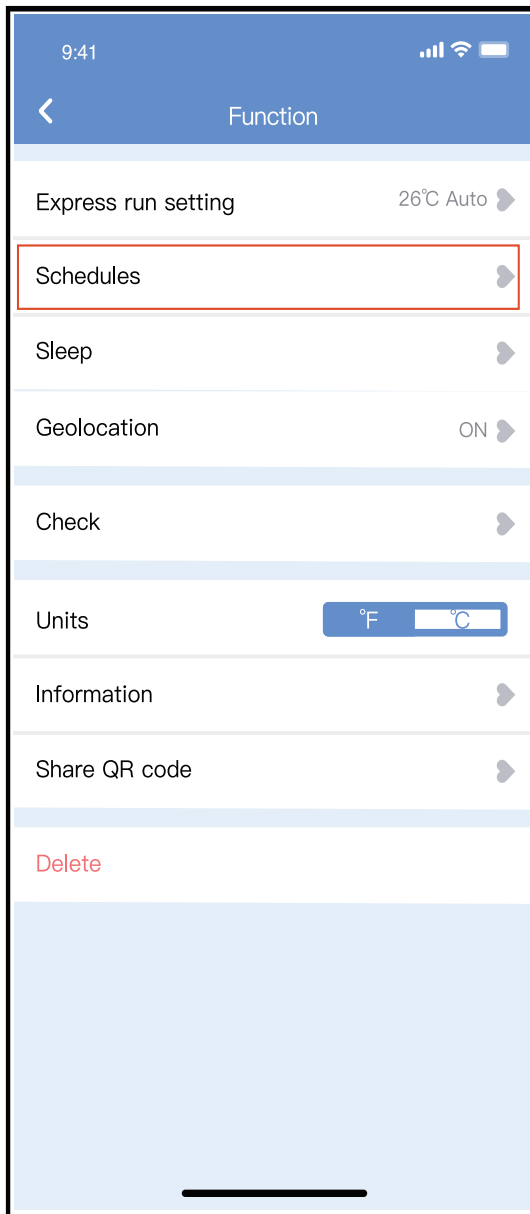 9:41
Function
Express run setting 26℃ Auto
Schedules
Sleep
Geolocation ON
Check
Units ℉ ℃
Information
Share QR code
Delete